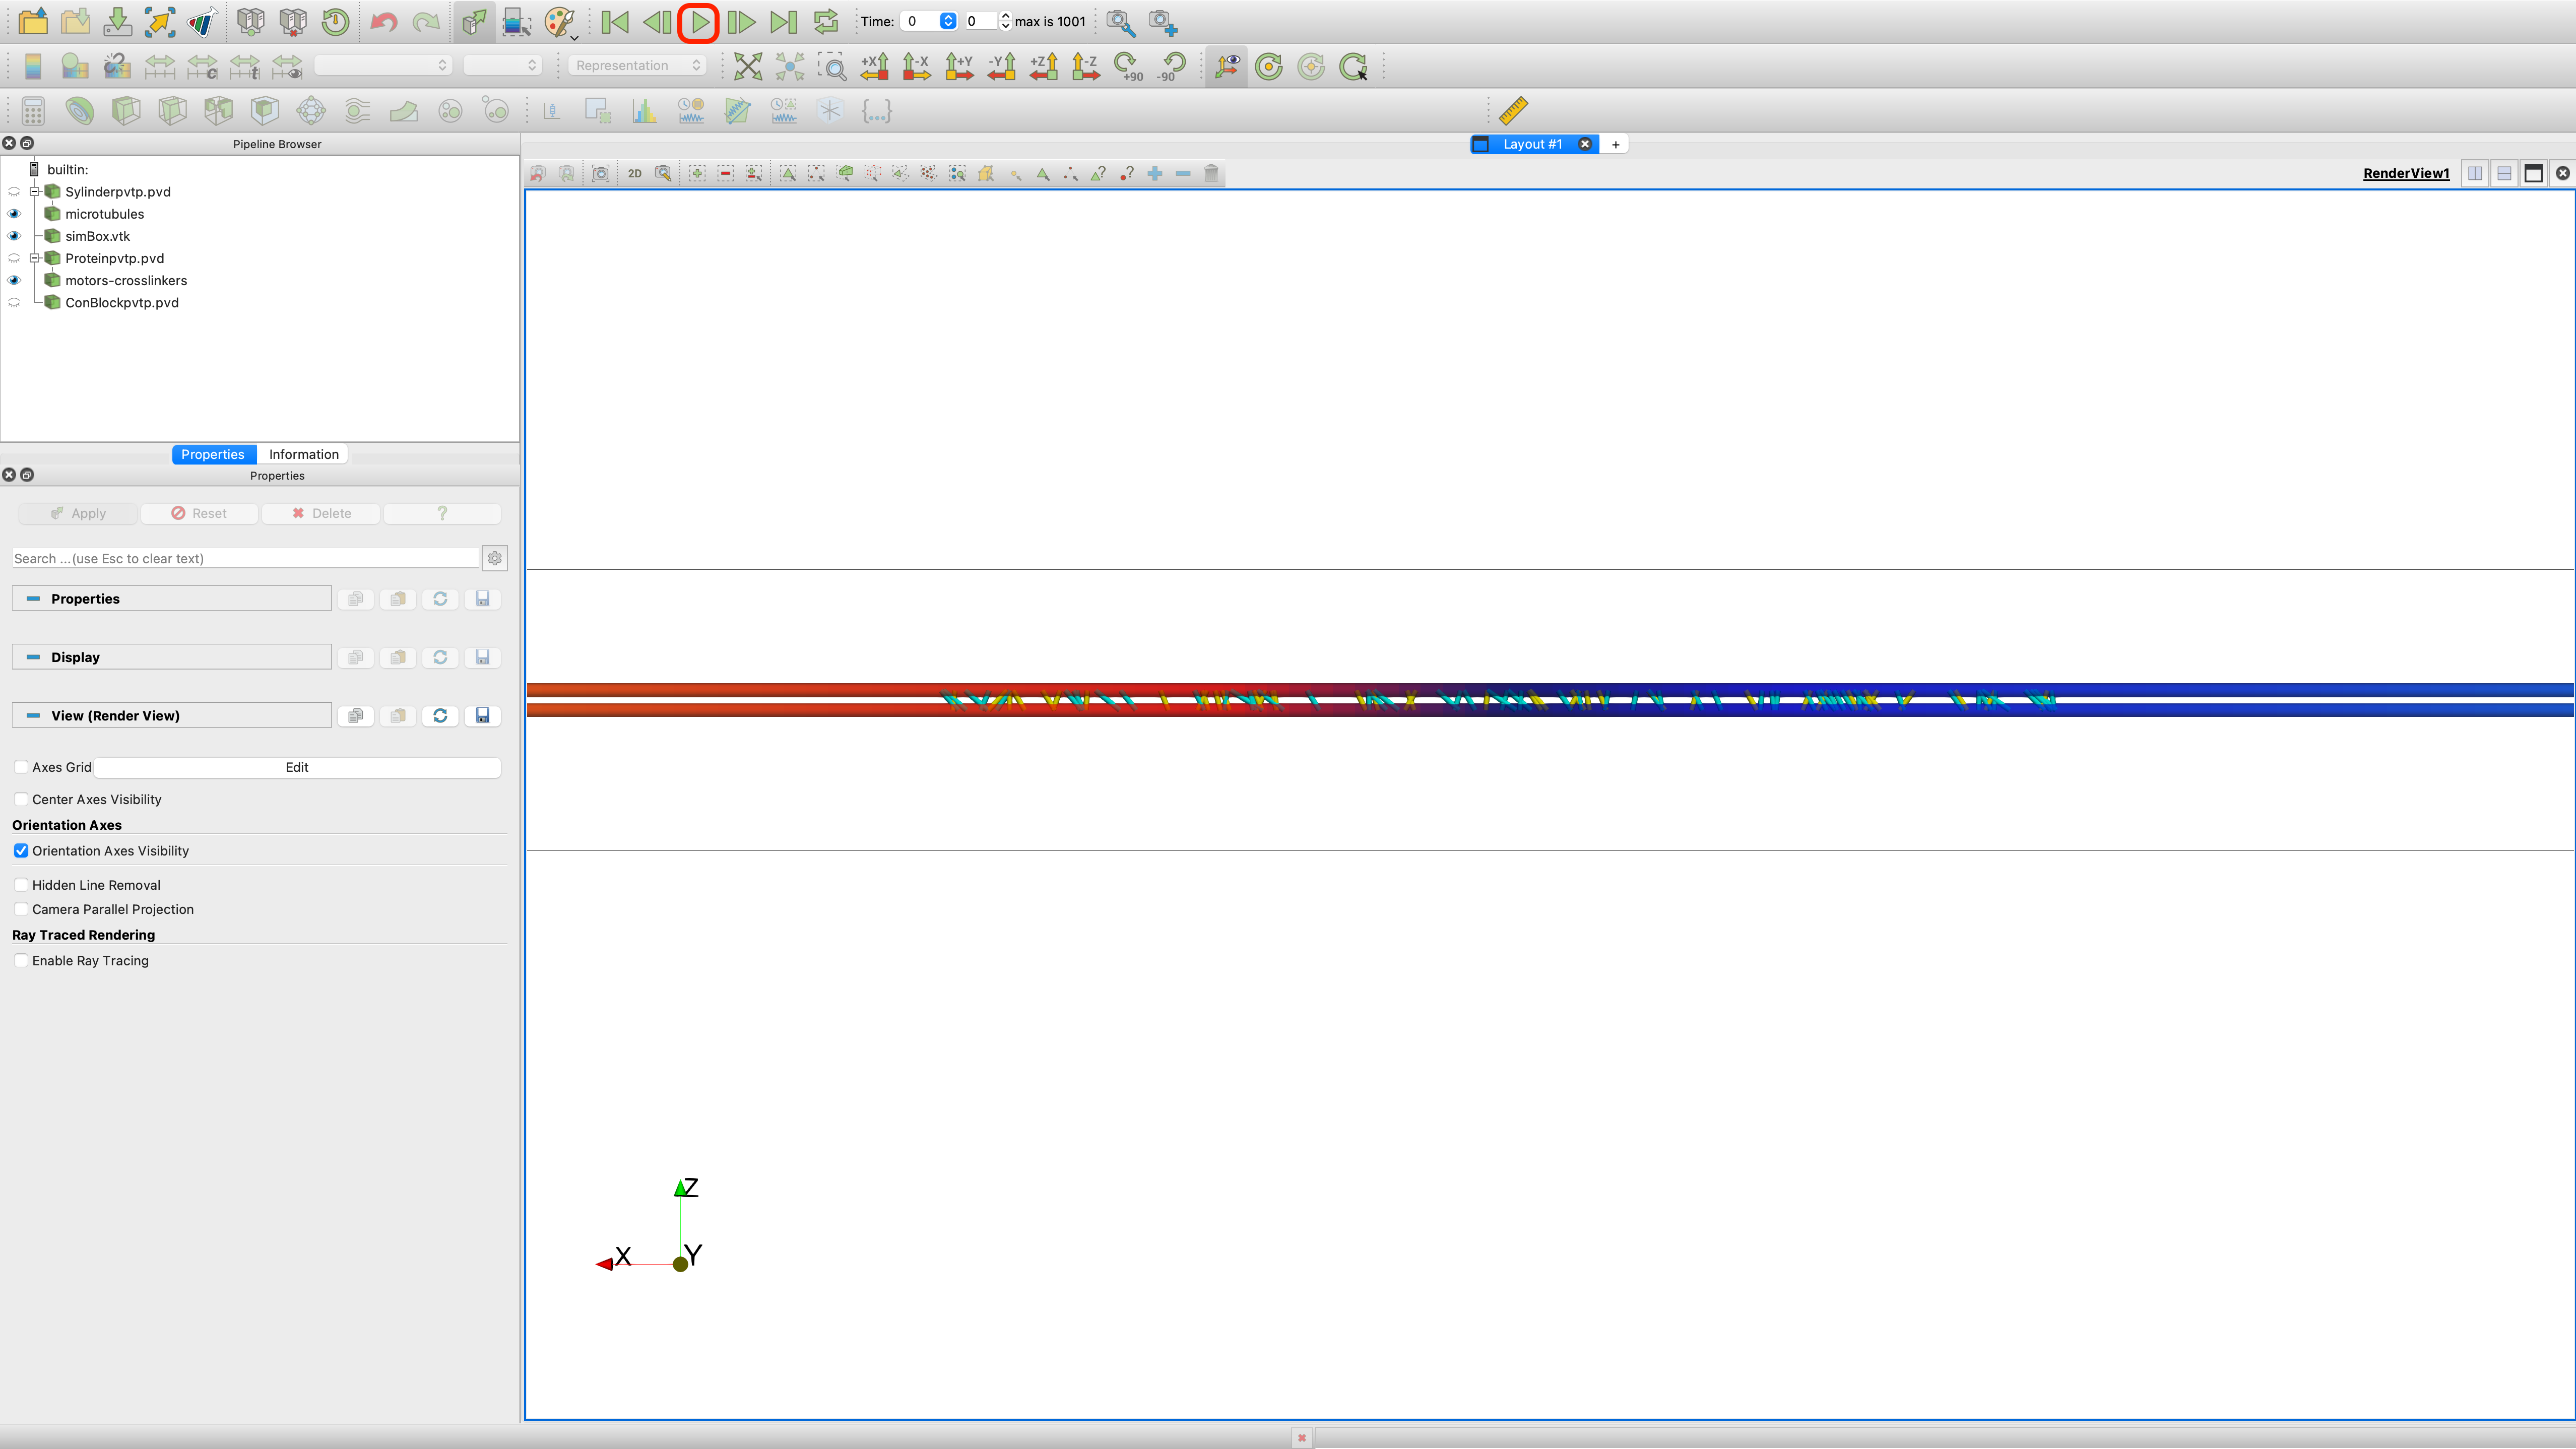 Time: 0 0 max is 1001
+X -X +Y -Y +Z -Z +90 -90
c t
Representation
Pipeline Browser
Layout #1 +
builtin:
2D
RenderView1
Sylinderpvtp.pvd
microtubules
simBox.vtk
Proteinpvtp.pvd
motors-crosslinkers
ConBlockpvtp.pvd
Properties Information
Properties
Apply Reset Delete ?
Search ... (use Esc to clear text)
Properties
Display
View (Render View)
Axes Grid Edit
Center Axes Visibility
Orientation Axes
Orientation Axes Visibility
Hidden Line Removal
Camera Parallel Projection
Ray Traced Rendering
Enable Ray Tracing
Z
X Y